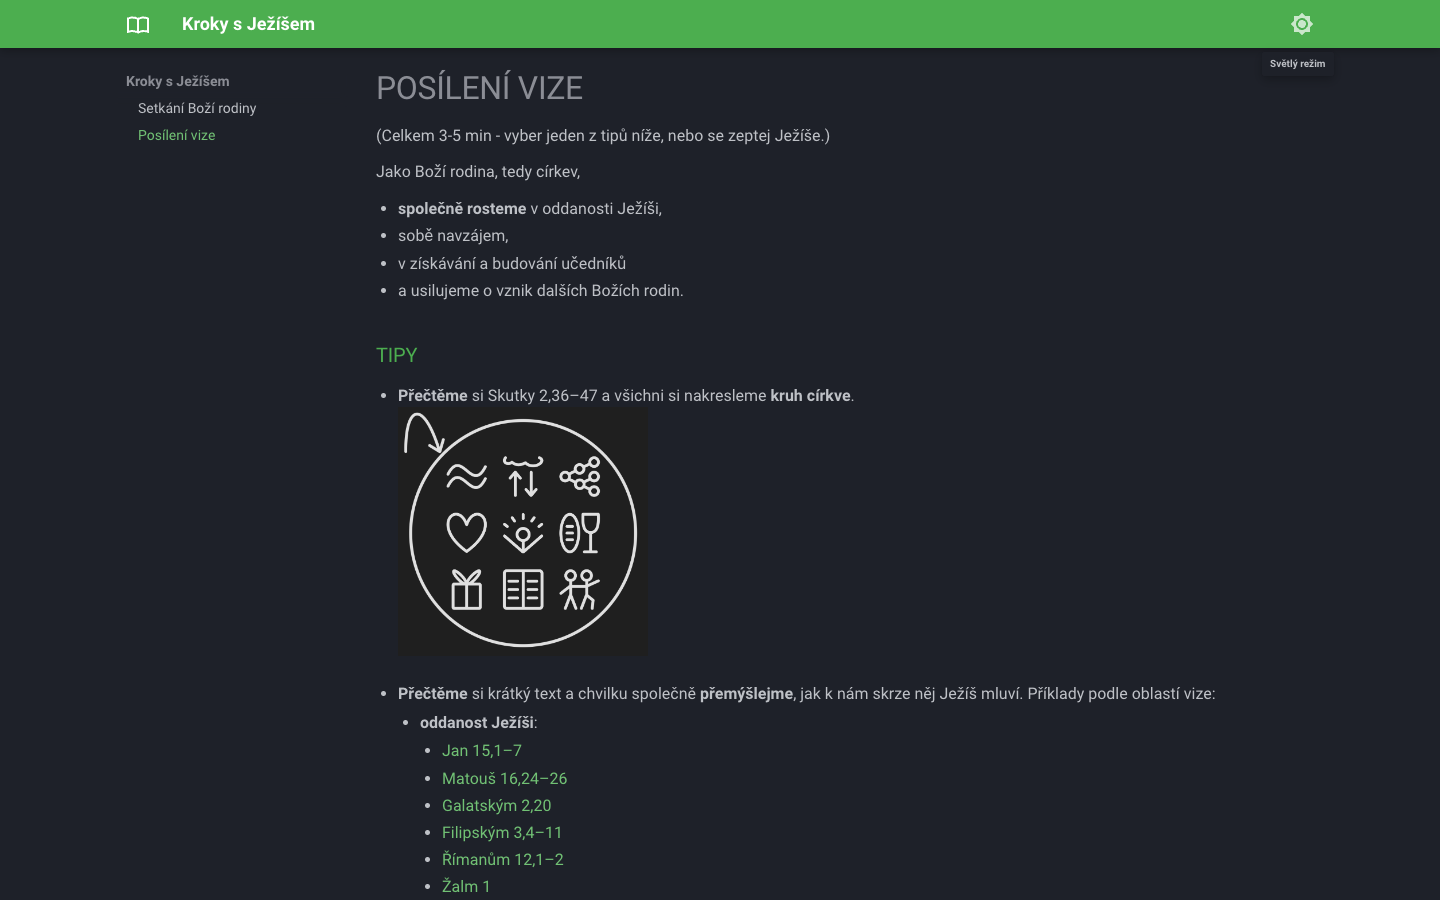 Kroky s Ježíšem
Světlý režim
Kroky s Ježíšem
Setkání Boží rodiny
Posílení vize
POSÍLENÍ VIZE
(Celkem 3-5 min - vyber jeden z tipů níže, nebo se zeptej Ježíše.)
Jako Boží rodina, tedy církev,
společně rosteme v oddanosti Ježíši,
sobě navzájem,
v získávání a budování učedníků
a usilujeme o vznik dalších Božích rodin.
TIPY
Přečtěme si Skutky 2,36–47 a všichni si nakresleme kruh církve.
Přečtěme si krátký text a chvilku společně přemýšlejme, jak k nám skrze něj Ježíš mluví. Příklady podle oblastí vize:
oddanost Ježíši:
Jan 15,1–7
Matouš 16,24–26
Galatským 2,20
Filipským 3,4–11
Římanům 12,1–2
Žalm 1